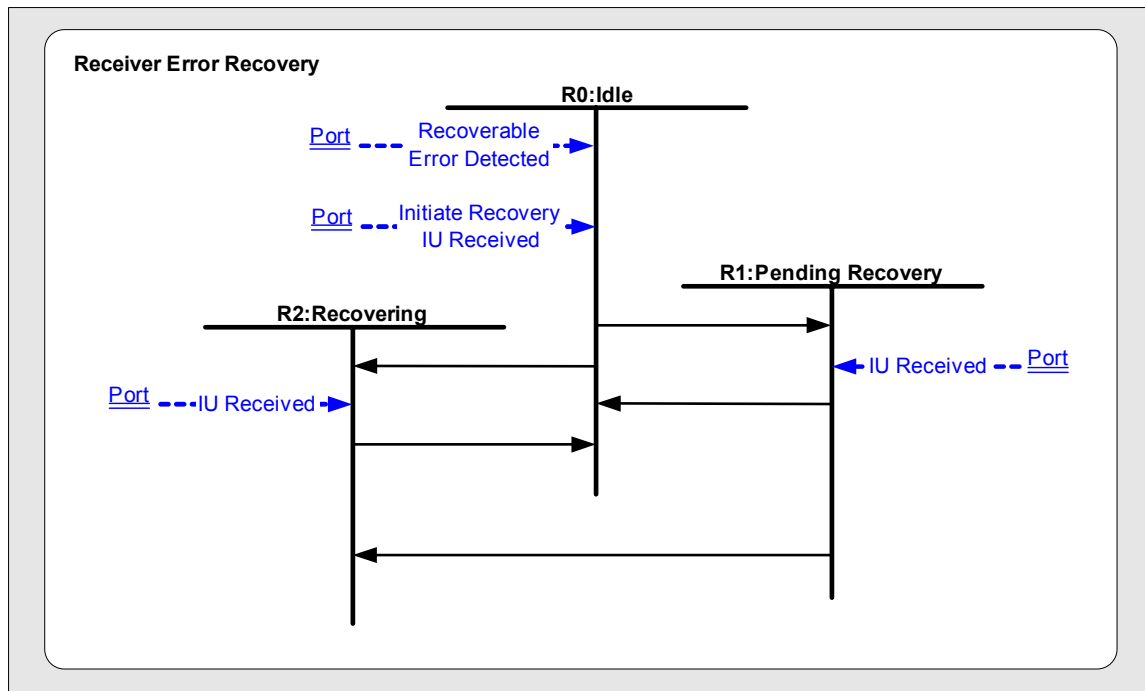 Receiver Error Recovery
R0:Idle
Port
Recoverable
Error Detected
Port
Initiate Recovery
IU Received
R1:Pending Recovery
R2:Recovering
IU Received
Port
Port
IU Received